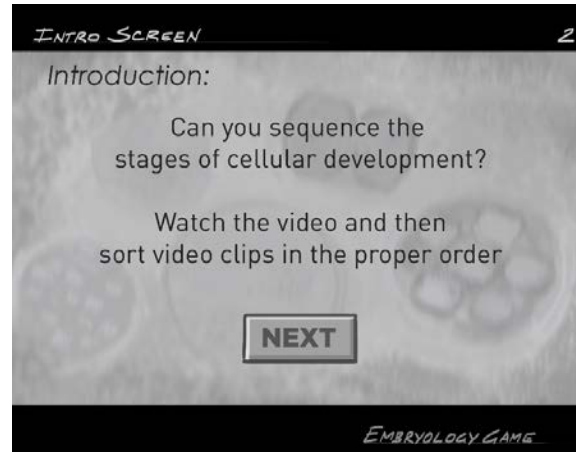 INTRO SCREEN 2
Introduction:
Can you sequence the
stages of cellular development?
Watch the video and then
sort video clips in the proper order
NEXT
EMBRYOLOGY GAME